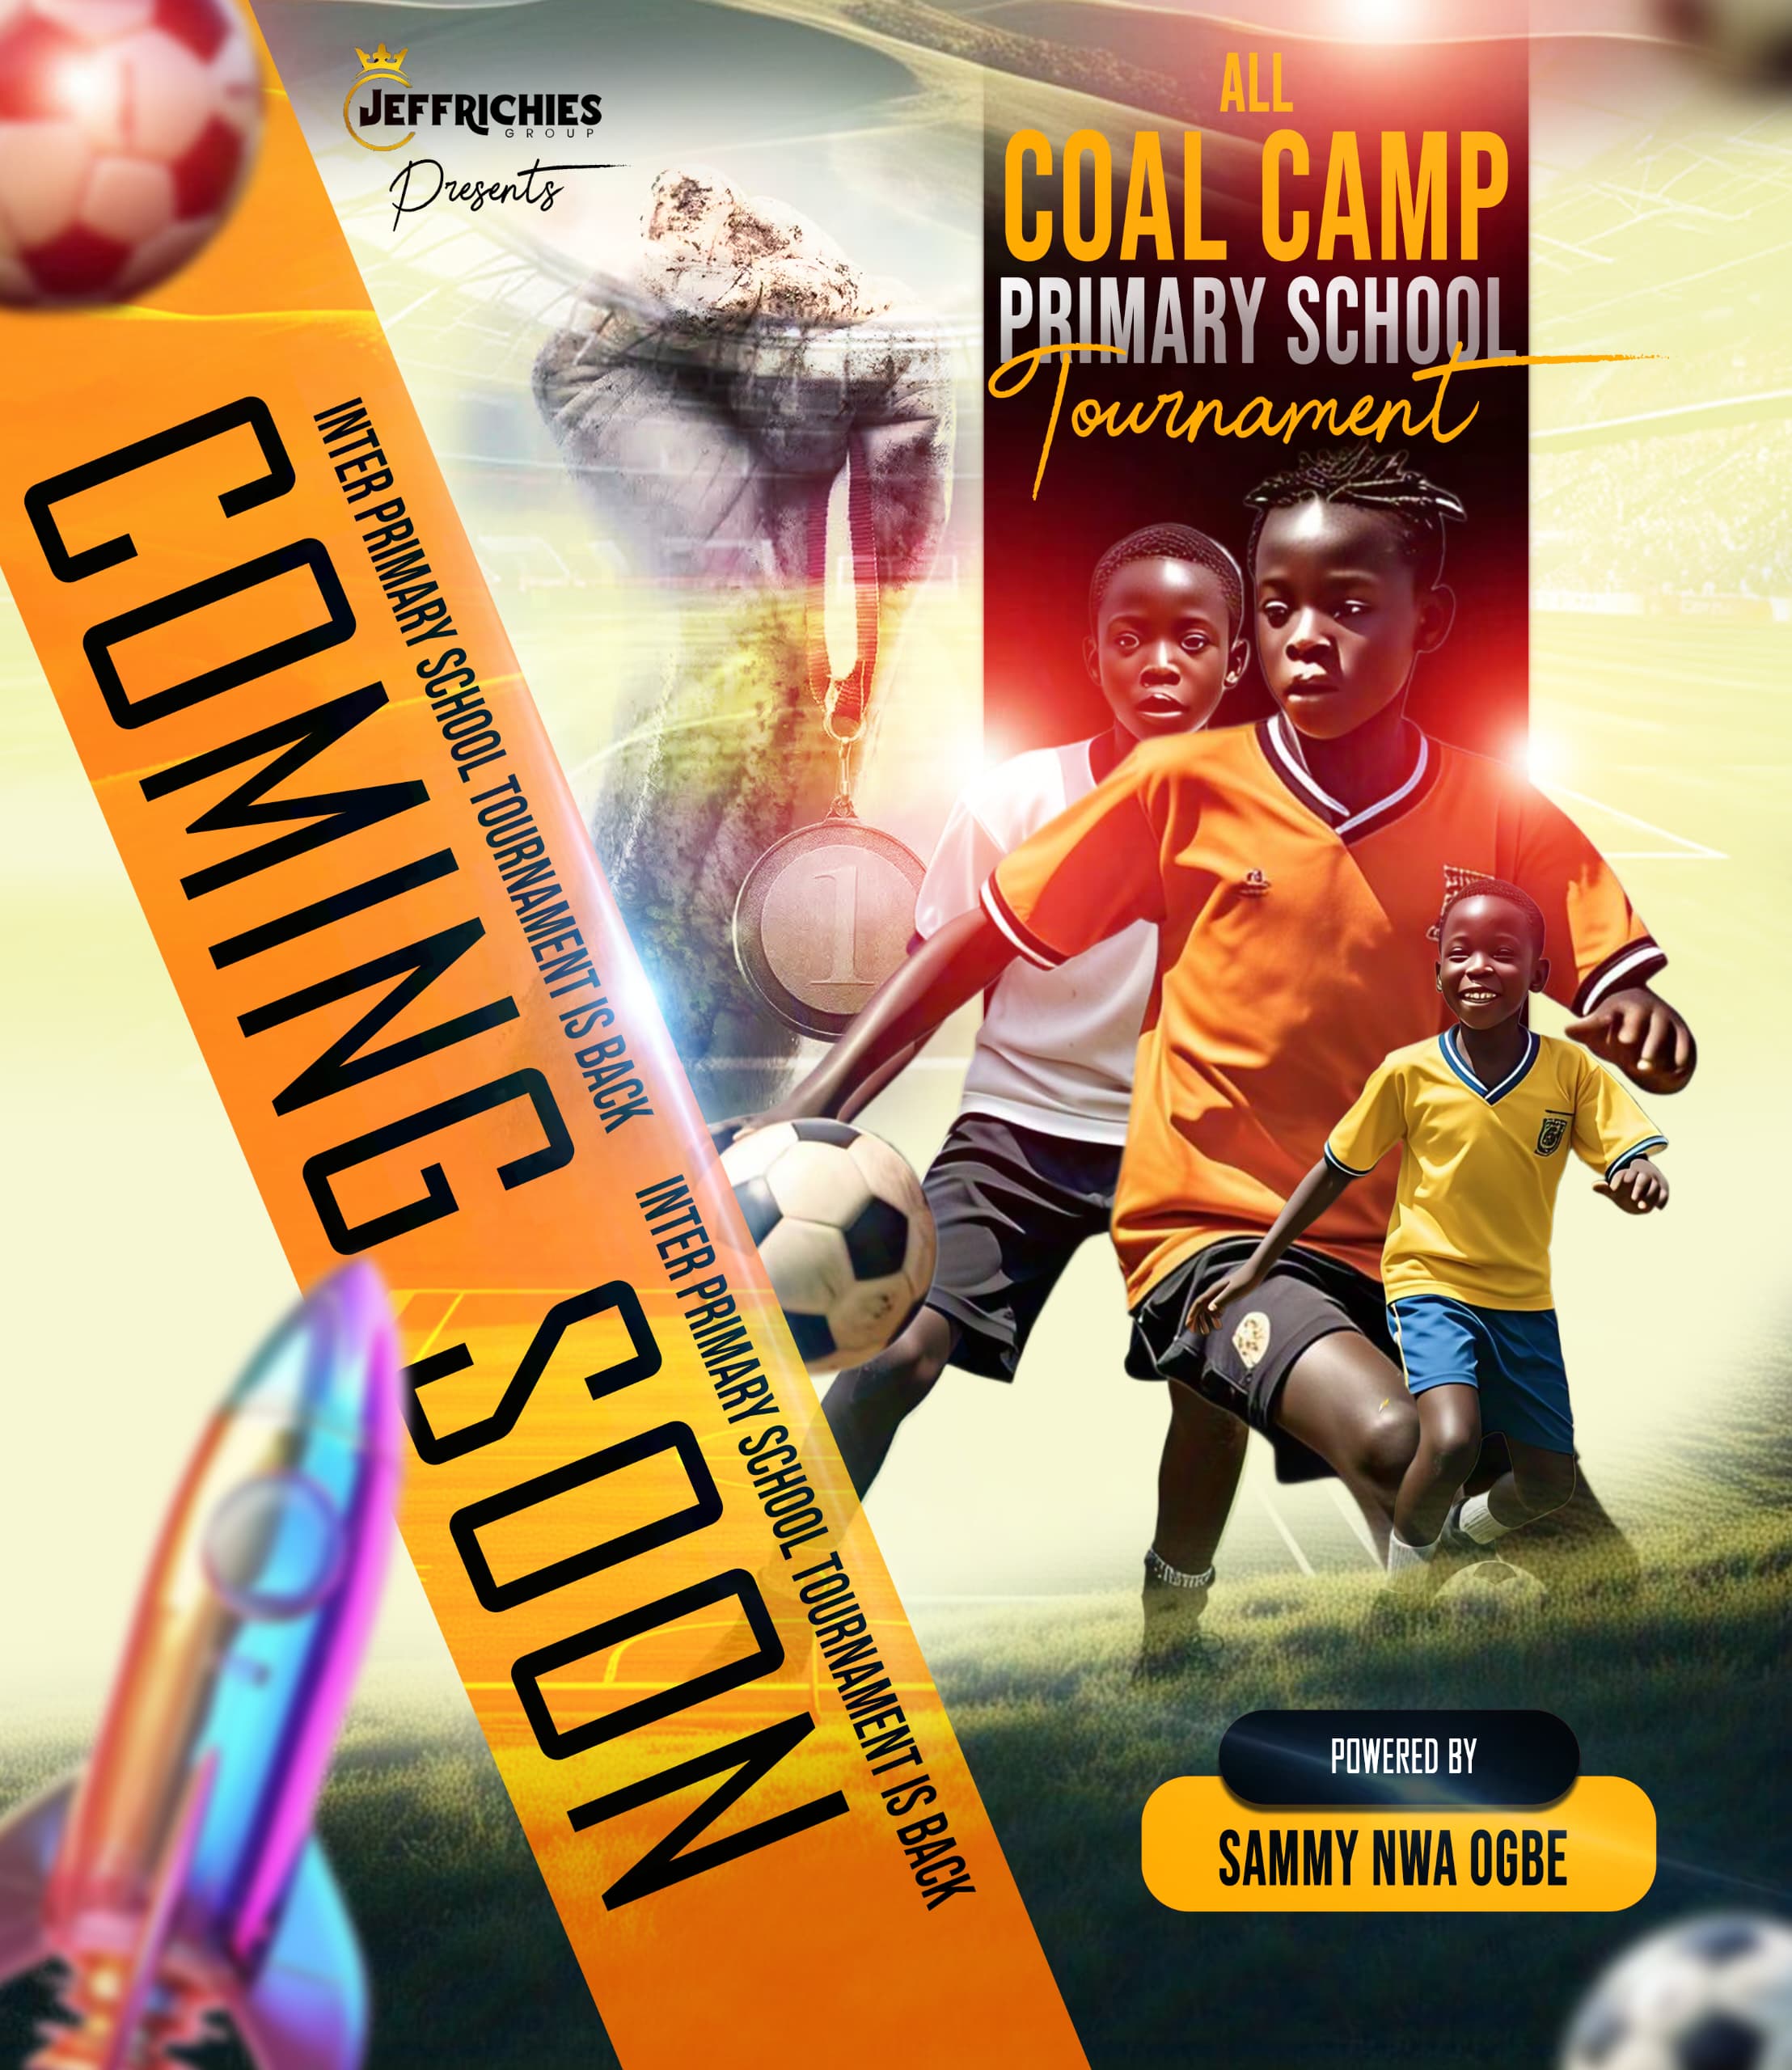 JEFFRICHIES
GROUP
Presents
ALL
COAL CAMP
PRIMARY SCHOOL
Tournament
INTER PRIMARY SCHOOL TOURNAMENT IS BACK
COMING SOON
INTER PRIMARY SCHOOL TOURNAMENT IS BACK
1
POWERED BY
SAMMY NWA OGBE